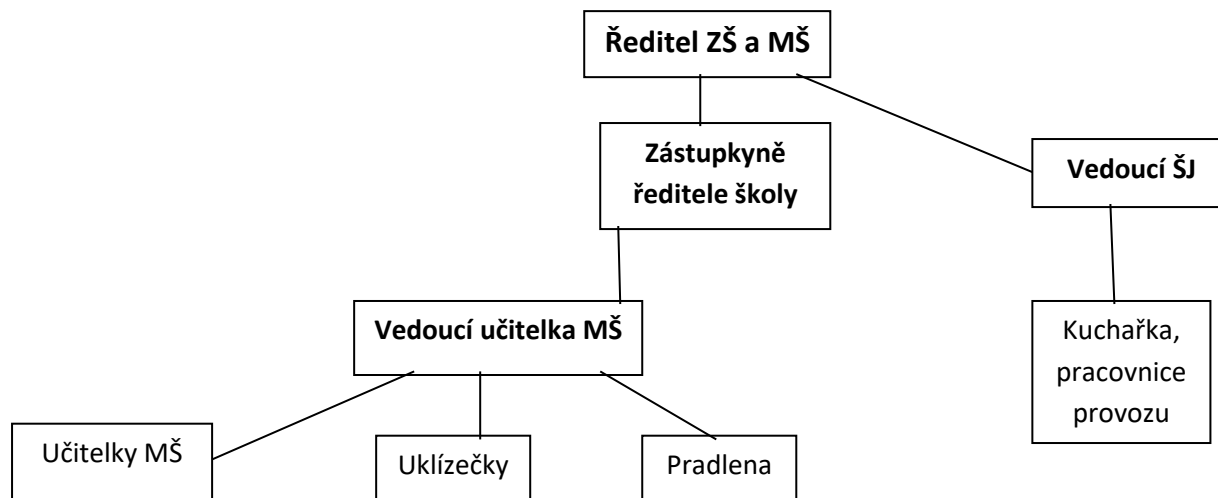 Ředitel ZŠ a MŠ
Zástupkyně
ředitele školy
Vedoucí ŠJ
Vedoucí učitelka MŠ
Kuchařka,
pracovnice
provozu
Učitelky MŠ
Uklízečky
Pradlena